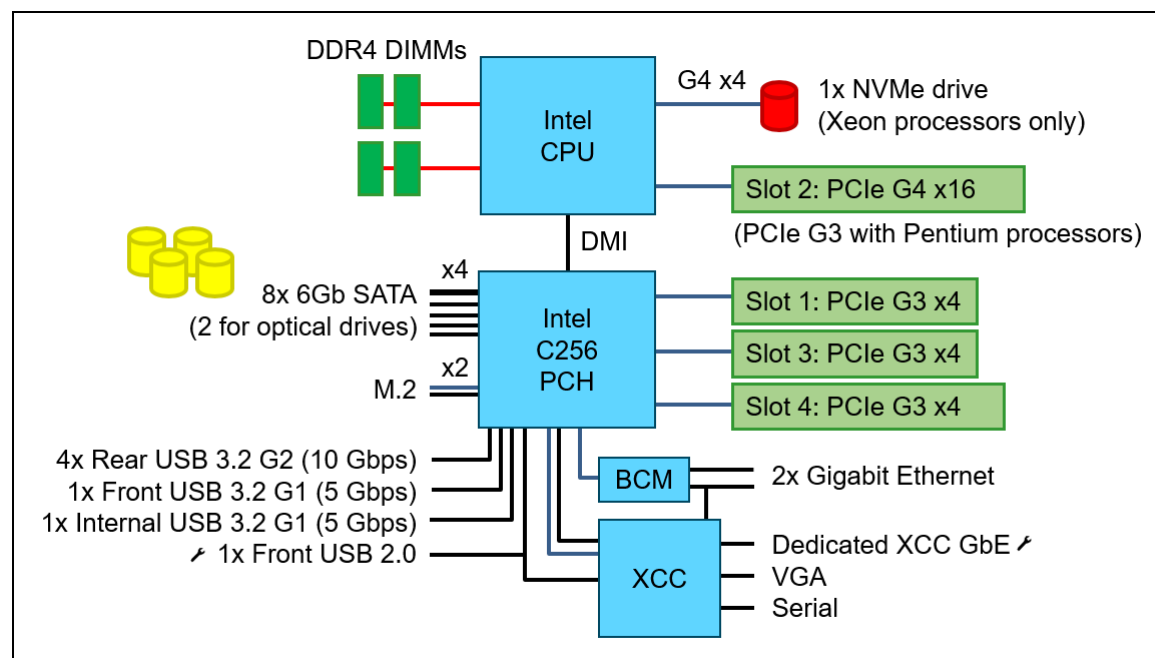 DDR4 DIMMs
Intel
CPU
G4 x4
1x NVMe drive
(Xeon processors only)
Slot 2: PCIe G4 x16
(PCIe G3 with Pentium processors)
DMI
x4
8x 6Gb SATA
(2 for optical drives)
x2
M.2
Intel
C256
PCH
Slot 1: PCIe G3 x4
Slot 3: PCIe G3 x4
Slot 4: PCIe G3 x4
4x Rear USB 3.2 G2 (10 Gbps)
1x Front USB 3.2 G1 (5 Gbps)
1x Internal USB 3.2 G1 (5 Gbps)
1x Front USB 2.0
BCM
2x Gigabit Ethernet
XCC
Dedicated XCC GbE
VGA
Serial